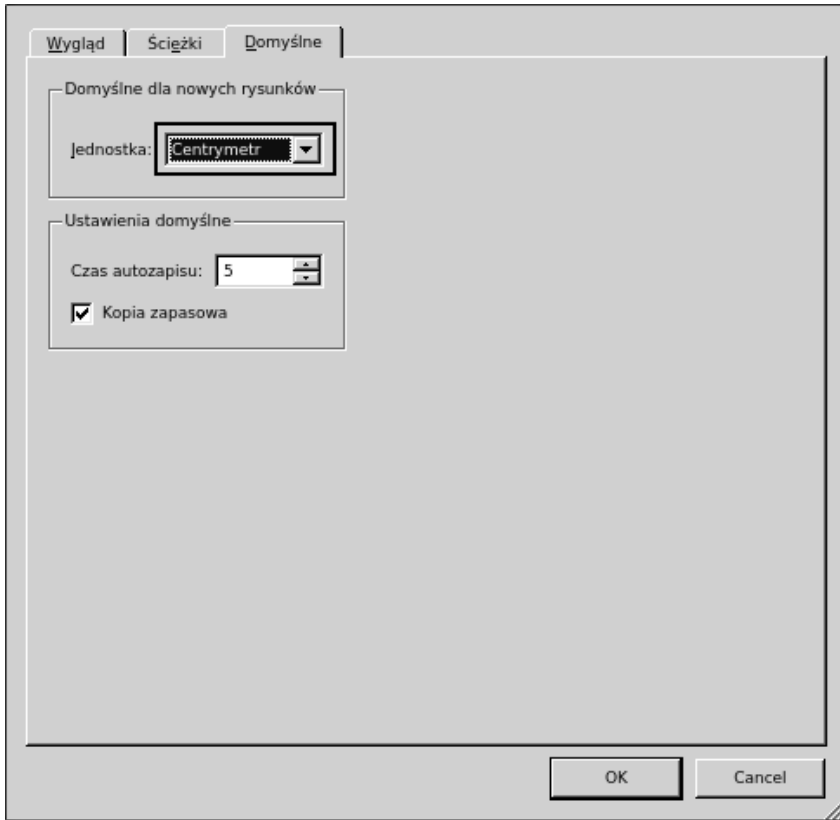 Wygląd Ścieżki Domyślne
Domyślne dla nowych rysunków
Jednostka: Centrymetr
Ustawienia domyślne
Czas autozapisu: 5
Kopia zapasowa
OK Cancel